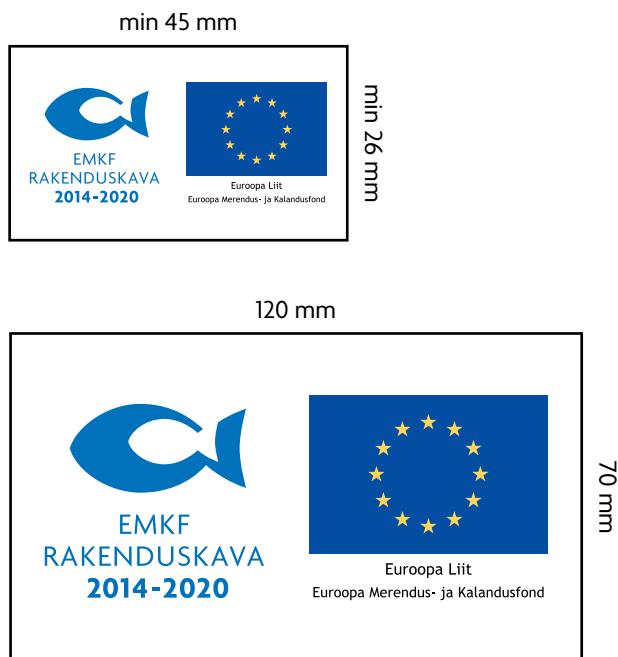 min 45 mm
min 26 mm
EMKF
RAKENDUSKAVA
2014-2020
Euroopa Liit
Euroopa Merendus- ja Kalandusfond
120 mm
70 mm
EMKF
RAKENDUSKAVA
2014-2020
Euroopa Liit
Euroopa Merendus- ja Kalandusfond